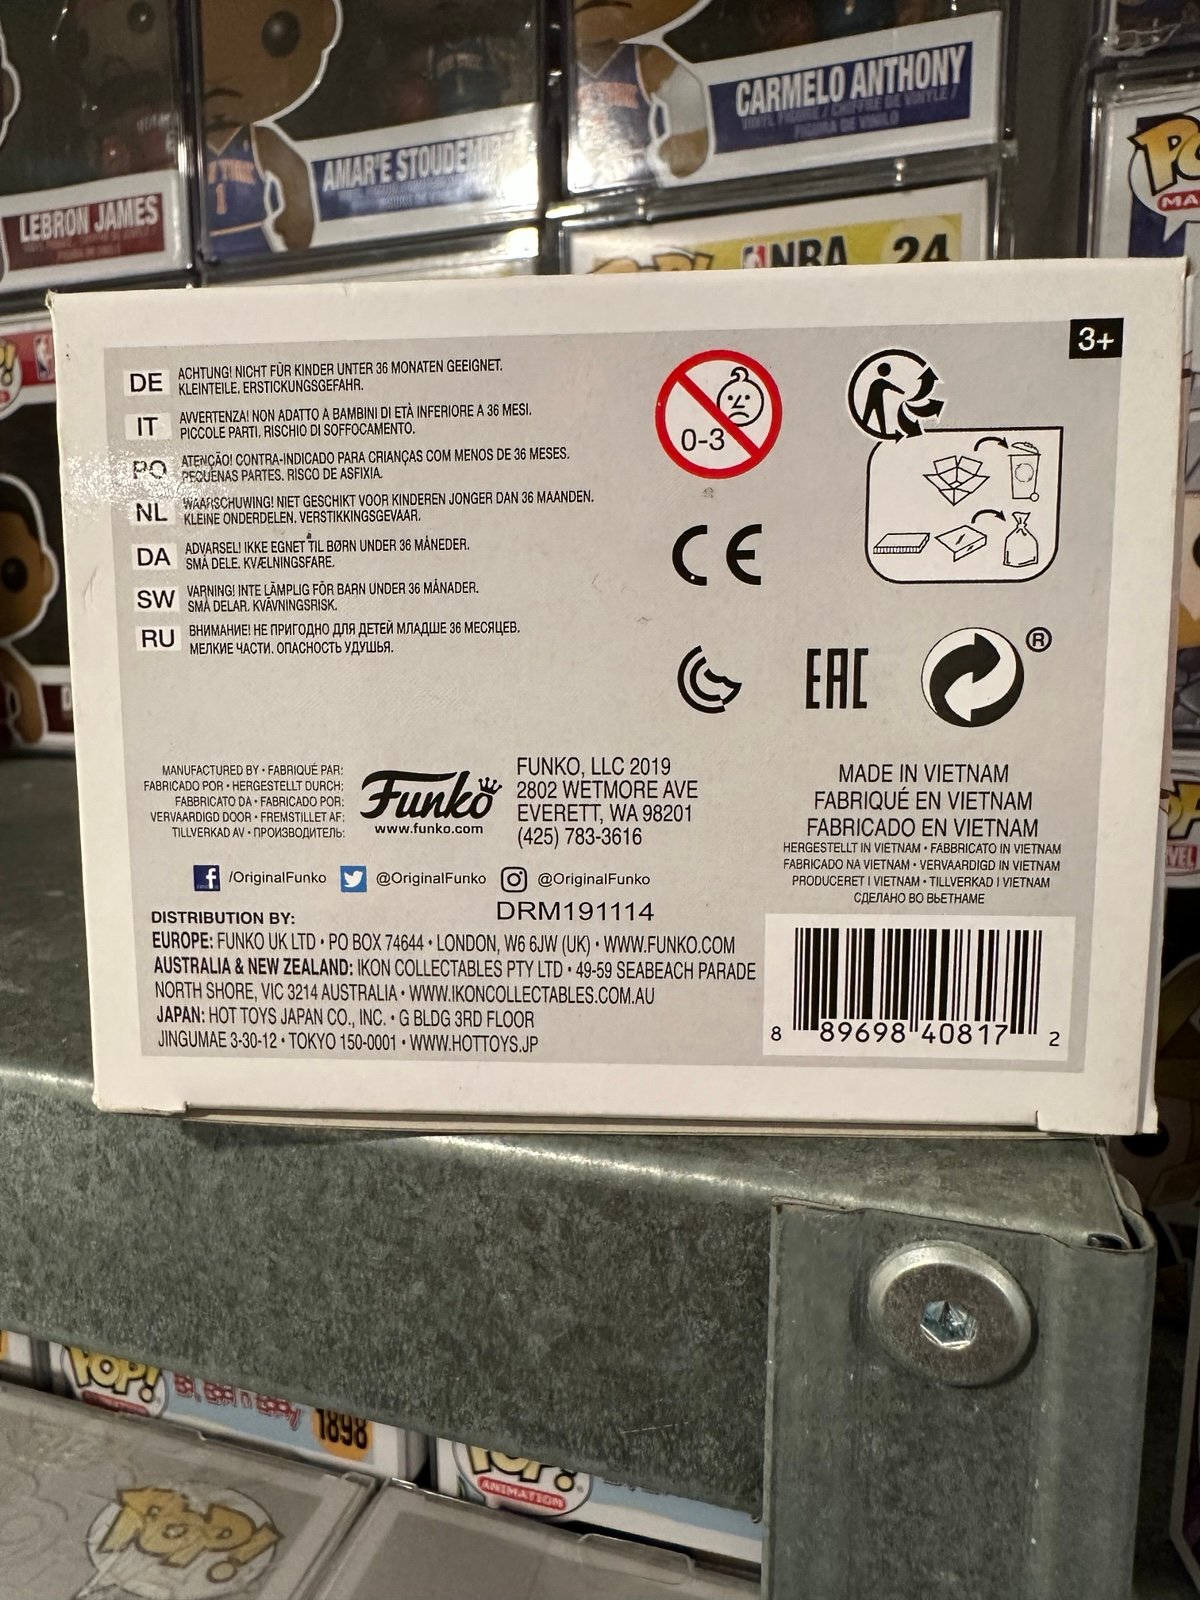 LEBRON JAMES
AMAR'E STOUDEMIRE
CARMELO ANTHONY
VINYL FIGURE / CHIFFRE DE VINYLE /
FIGURA DE VINILO
NBA 24
3+
DE ACHTUNG! NICHT FÜR KINDER UNTER 36 MONATEN GEEIGNET.
KLEINTEILE. ERSTICKUNGSGEFAHR.
IT AVVERTENZA! NON ADATTO A BAMBINI DI ETÀ INFERIORE A 36 MESI.
PICCOLE PARTI, RISCHIO DI SOFFOCAMENTO.
PO ATENÇÃO! CONTRA-INDICADO PARA CRIANÇAS COM MENOS DE 36 MESES.
PEQUENAS PARTES. RISCO DE ASFIXIA.
NL WAARSCHUWING! NIET GESCHIKT VOOR KINDEREN JONGER DAN 36 MAANDEN.
KLEINE ONDERDELEN. VERSTIKKINGSGEVAAR.
DA ADVARSEL! IKKE EGNET TIL BØRN UNDER 36 MÅNEDER.
SMÅ DELE. KVÆLNINGSFARE.
SW VARNING! INTE LÄMPLIG FÖR BARN UNDER 36 MÅNADER.
SMÅ DELAR. KVÄVNINGSRISK.
RU ВНИМАНИЕ! НЕ ПРИГОДНО ДЛЯ ДЕТЕЙ МЛАДШЕ 36 МЕСЯЦЕВ.
МЕЛКИЕ ЧАСТИ. ОПАСНОСТЬ УДУШЬЯ.
0-3
CE
EAC
®
MANUFACTURED BY • FABRIQUÉ PAR:
FABRICADO POR • HERGESTELLT DURCH:
FABBRICATO DA • FABRICADO POR:
VERVAARDIGD DOOR • FREMSTILLET AF:
TILLVERKAD AV • ПРОИЗВОДИТЕЛЬ:
Funko
www.funko.com
FUNKO, LLC 2019
2802 WETMORE AVE
EVERETT, WA 98201
(425) 783-3616
MADE IN VIETNAM
FABRIQUÉ EN VIETNAM
FABRICADO EN VIETNAM
HERGESTELLT IN VIETNAM • FABBRICATO IN VIETNAM
FABRICADO NA VIETNAM • VERVAARDIGD IN VIETNAM
PRODUCERET I VIETNAM • TILLVERKAD I VIETNAM
СДЕЛАНО ВО ВЬЕТНАМЕ
/OriginalFunko @OriginalFunko @OriginalFunko
DRM191114
DISTRIBUTION BY:
EUROPE: FUNKO UK LTD • PO BOX 74644 • LONDON, W6 6JW (UK) • WWW.FUNKO.COM
AUSTRALIA & NEW ZEALAND: IKON COLLECTABLES PTY LTD • 49-59 SEABEACH PARADE
NORTH SHORE, VIC 3214 AUSTRALIA • WWW.IKONCOLLECTABLES.COM.AU
JAPAN: HOT TOYS JAPAN CO., INC. • G BLDG 3RD FLOOR
JINGUMAE 3-30-12 • TOKYO 150-0001 • WWW.HOTTOYS.JP
8 89698 40817 2
POP!
1898
POP!
ANIMATION
POP!